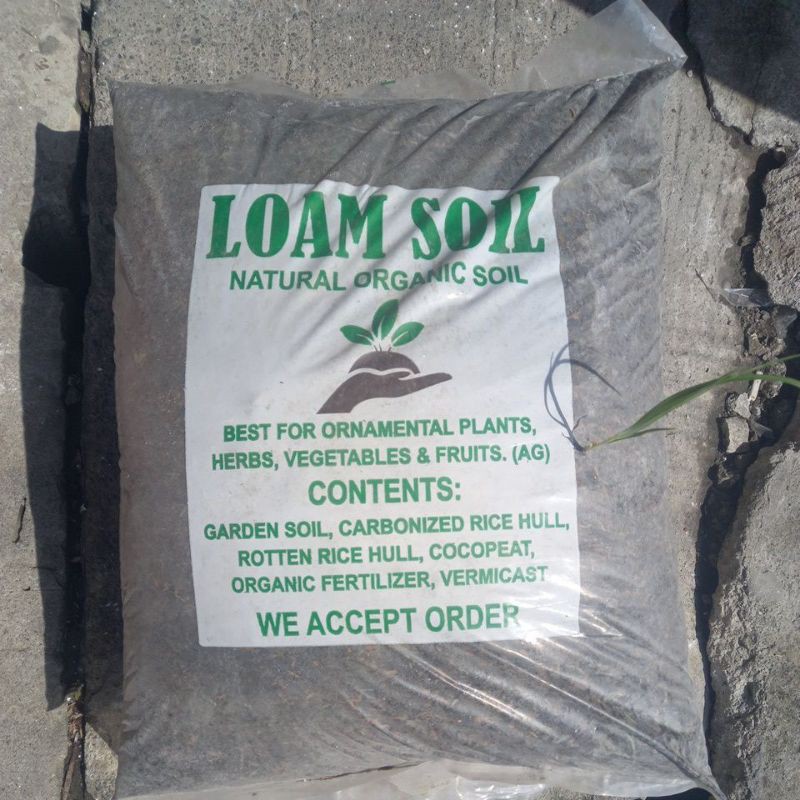 LOAM SOIL
NATURAL ORGANIC SOIL
BEST FOR ORNAMENTAL PLANTS,
HERBS, VEGETABLES & FRUITS. (AG)
CONTENTS:
GARDEN SOIL, CARBONIZED RICE HULL,
ROTTEN RICE HULL, COCOPEAT,
ORGANIC FERTILIZER, VERMICAST
WE ACCEPT ORDER